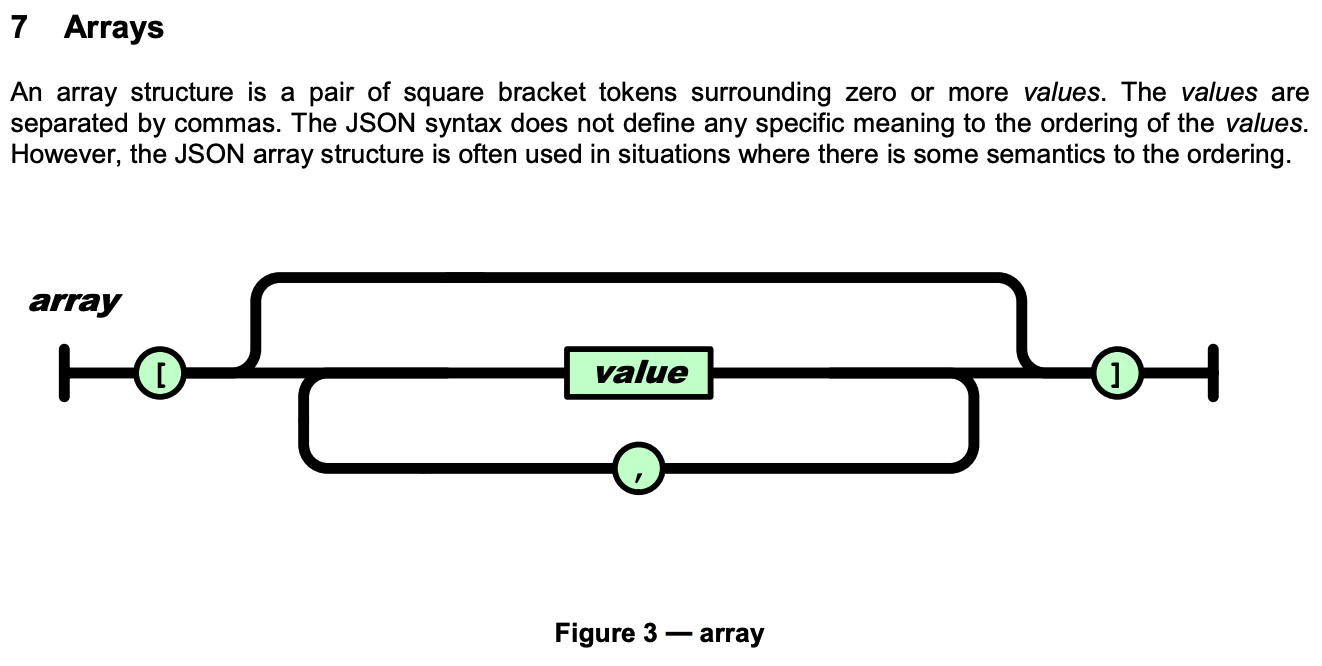 7 Arrays
An array structure is a pair of square bracket tokens surrounding zero or more values. The values are
separated by commas. The JSON syntax does not define any specific meaning to the ordering of the values.
However, the JSON array structure is often used in situations where there is some semantics to the ordering.
array
[ value ]
,
Figure 3 — array